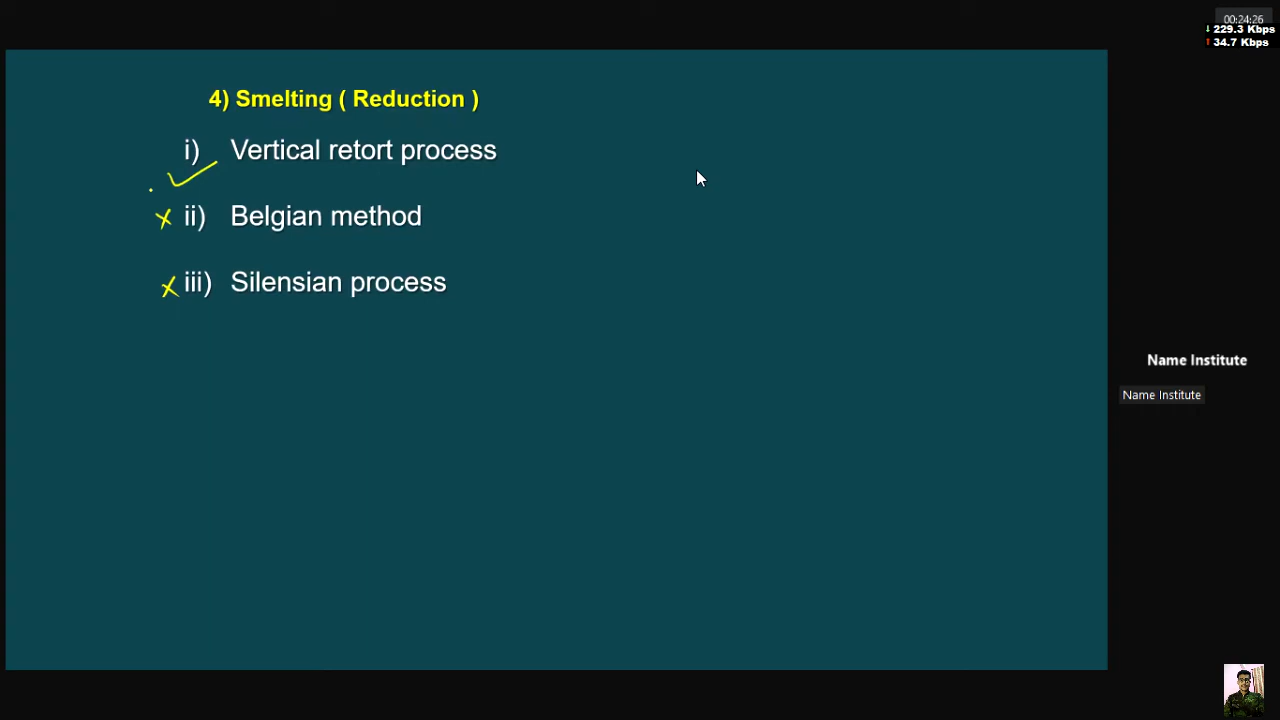 00:24:26
↓ 229.3 Kbps
↑ 34.7 Kbps
4) Smelting ( Reduction )
i) Vertical retort process
ii) Belgian method
iii) Silensian process
Name Institute
Name Institute